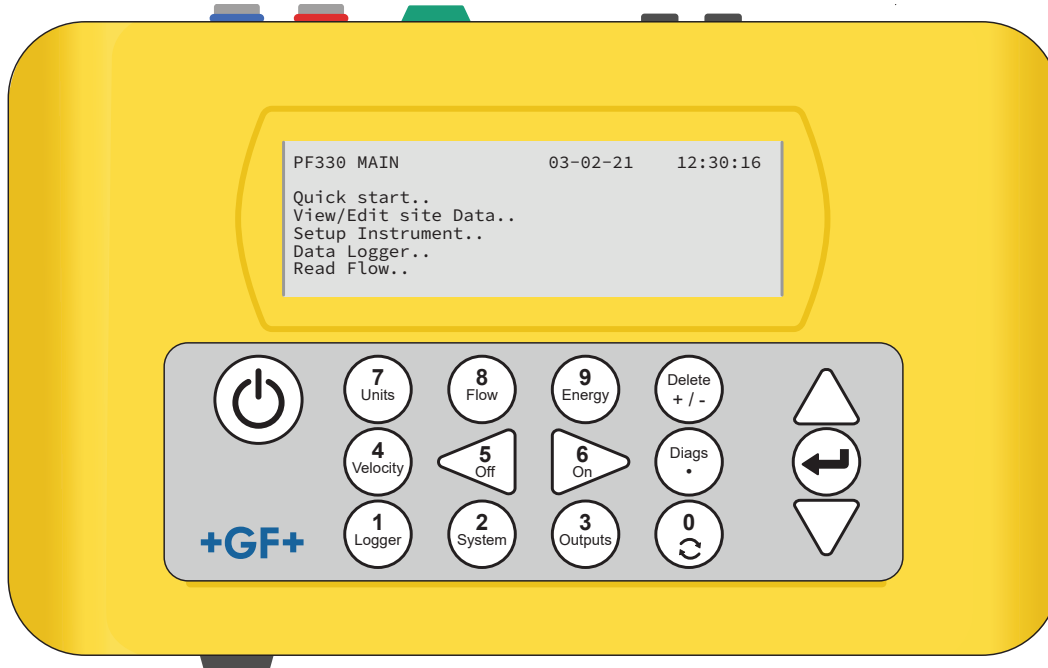 PF330 MAIN 03-02-21 12:30:16
Quick start..
View/Edit site Data..
Setup Instrument..
Data Logger..
Read Flow..
7 8 9 Delete
Units Flow Energy + / -
4 5 6 Diags
Velocity Off On •
1 2 3 0
Logger System Outputs
+GF+